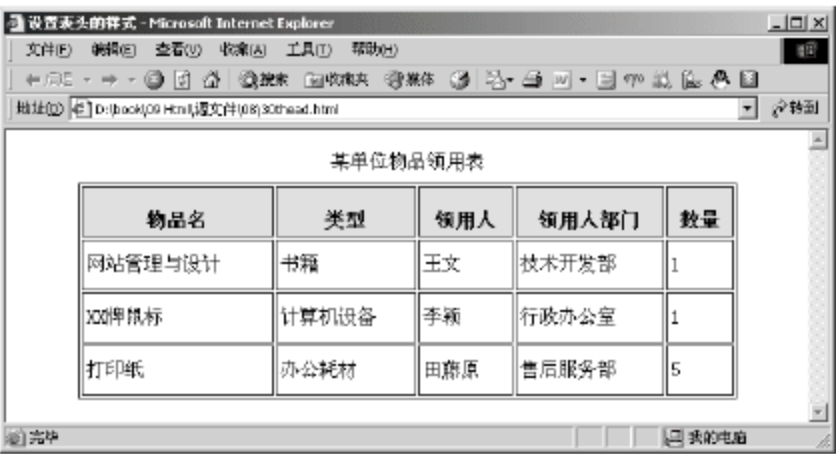 设置表头的样式 - Microsoft Internet Explorer
文件(F) 编辑(E) 查看(V) 收藏(A) 工具(T) 帮助(H)
后退 搜索 收藏夹 媒体
地址(D) D:\book\09 Html\源文件\08\30thead.html 转到
某单位物品领用表
物品名 类型 领用人 领用人部门 数量
网站管理与设计 书籍 王文 技术开发部 1
XX牌鼠标 计算机设备 李颖 行政办公室 1
打印纸 办公耗材 田藤原 售后服务部 5
完毕 我的电脑